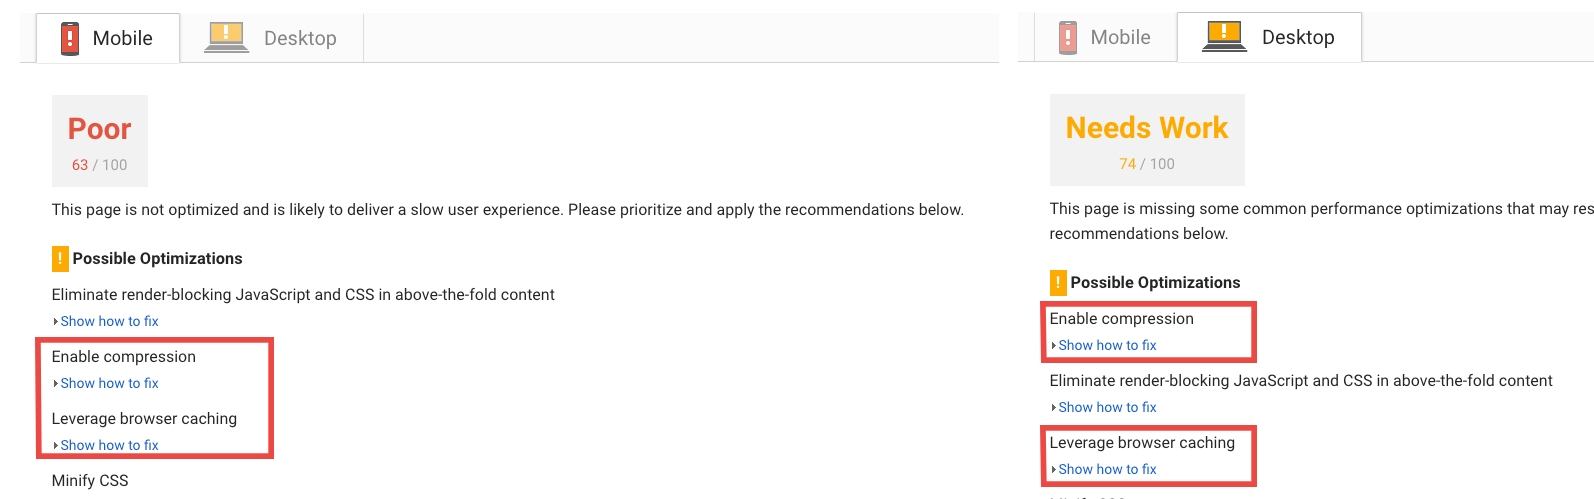 Mobile
Desktop
Poor
63 / 100
This page is not optimized and is likely to deliver a slow user experience. Please prioritize and apply the recommendations below.
! Possible Optimizations
Eliminate render-blocking JavaScript and CSS in above-the-fold content
Show how to fix
Enable compression
Show how to fix
Leverage browser caching
Show how to fix
Minify CSS
Mobile
Desktop
Needs Work
74 / 100
This page is missing some common performance optimizations that may res
recommendations below.
! Possible Optimizations
Enable compression
Show how to fix
Eliminate render-blocking JavaScript and CSS in above-the-fold content
Show how to fix
Leverage browser caching
Show how to fix